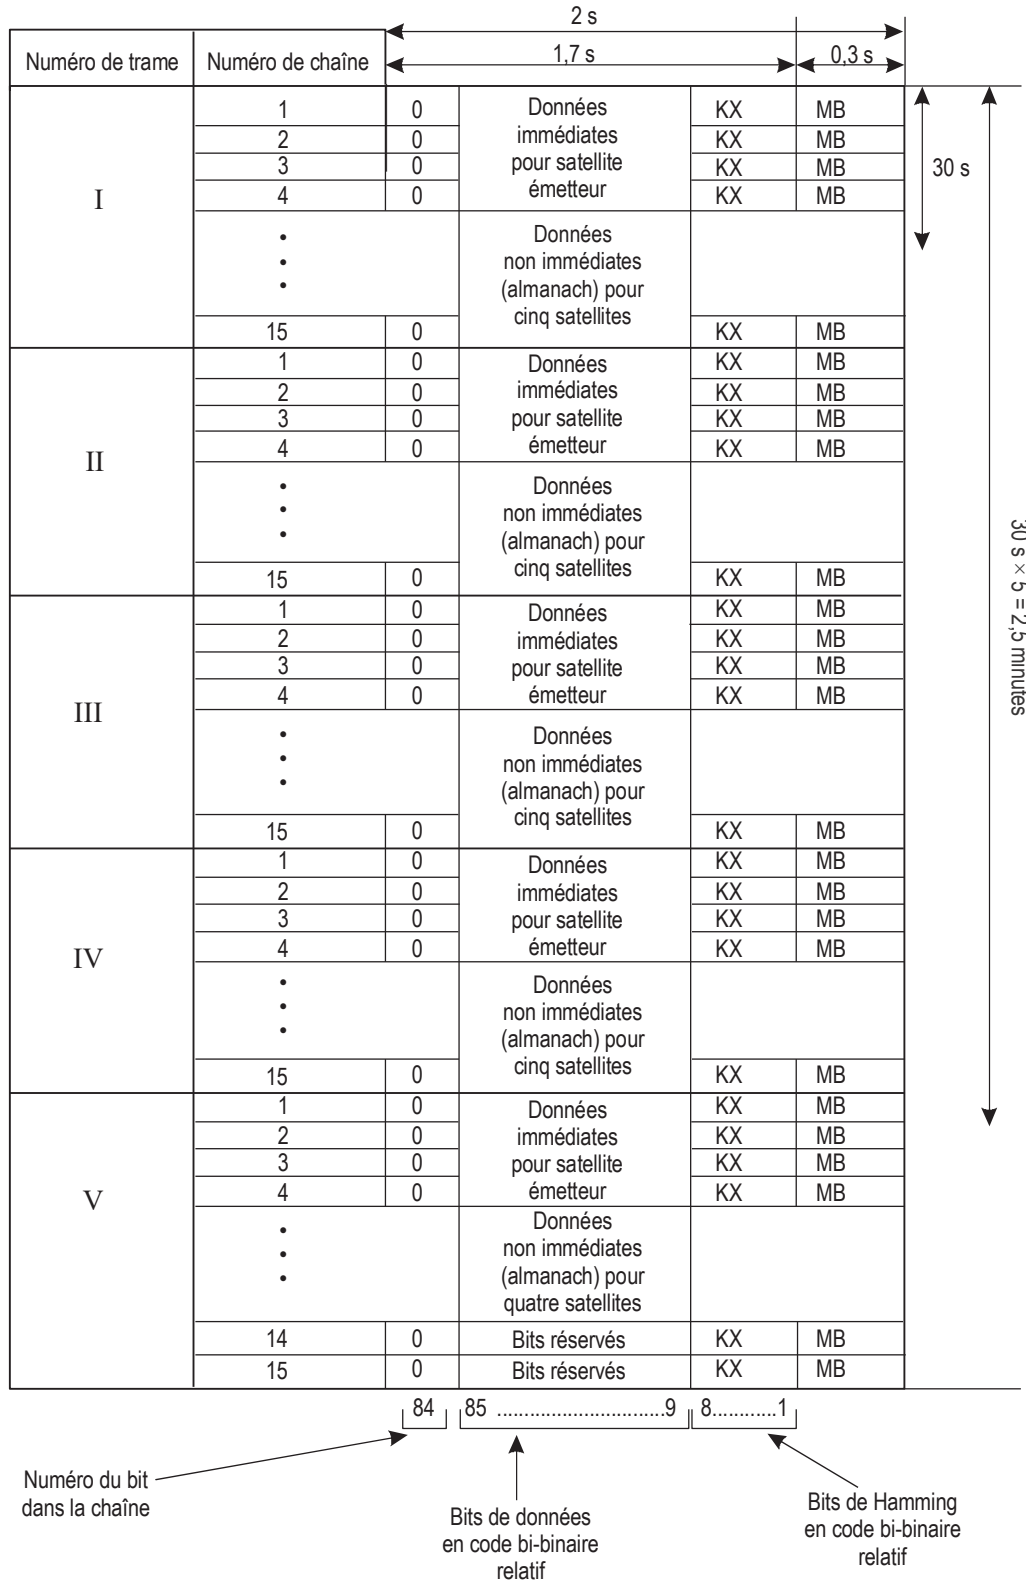 2 s
Numéro de trame Numéro de chaîne 1,7 s 0,3 s
I
1 0 Données KX MB
2 0 immédiates KX MB
3 0 pour satellite KX MB
4 0 émetteur KX MB
30 s
•
•
•
Données
non immédiates
(almanach) pour
cinq satellites
15 0 KX MB
II
1 0 Données KX MB
2 0 immédiates KX MB
3 0 pour satellite KX MB
4 0 émetteur KX MB
•
•
•
Données
non immédiates
(almanach) pour
cinq satellites
15 0 KX MB
30 s × 5 = 2,5 minutes
III
1 0 Données KX MB
2 0 immédiates KX MB
3 0 pour satellite KX MB
4 0 émetteur KX MB
•
•
•
Données
non immédiates
(almanach) pour
cinq satellites
15 0 KX MB
IV
1 0 Données KX MB
2 0 immédiates KX MB
3 0 pour satellite KX MB
4 0 émetteur KX MB
•
•
•
Données
non immédiates
(almanach) pour
cinq satellites
15 0 KX MB
V
1 0 Données KX MB
2 0 immédiates KX MB
3 0 pour satellite KX MB
4 0 émetteur KX MB
•
•
•
Données
non immédiates
(almanach) pour
quatre satellites
14 0 Bits réservés KX MB
15 0 Bits réservés KX MB
84 85 ...............................9 8............1
Numéro du bit
dans la chaîne
Bits de données
en code bi-binaire
relatif
Bits de Hamming
en code bi-binaire
relatif